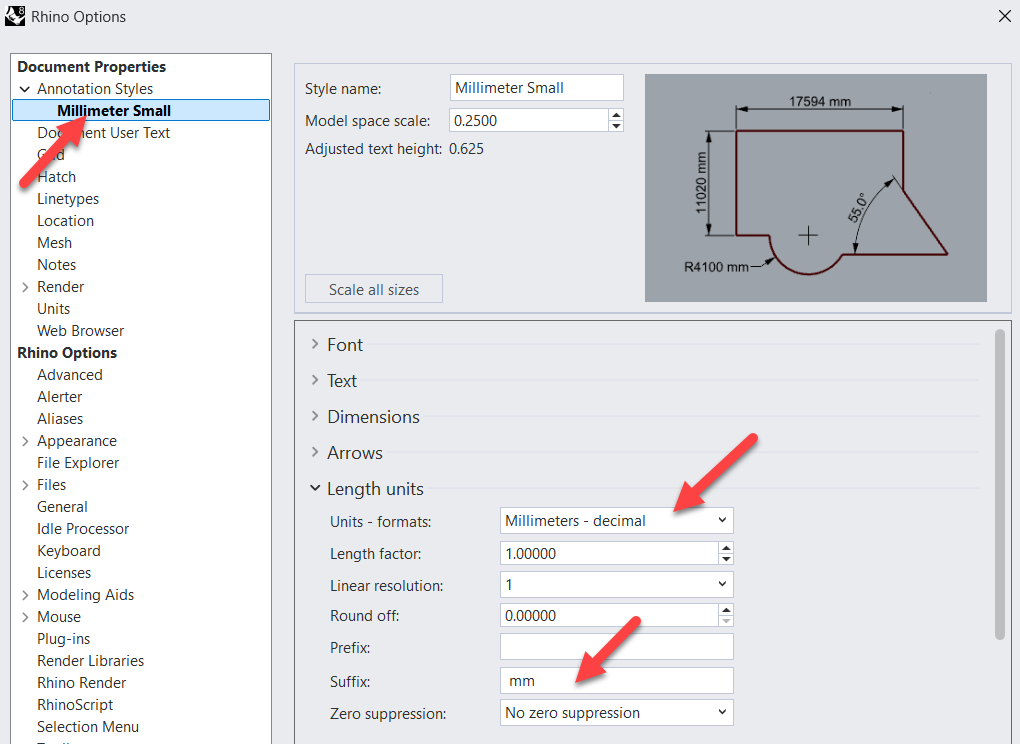 Rhino Options
Document Properties
Annotation Styles
Millimeter Small
Document User Text
Grid
Hatch
Linetypes
Location
Mesh
Notes
Render
Units
Web Browser
Rhino Options
Advanced
Alerter
Aliases
Appearance
File Explorer
Files
General
Idle Processor
Keyboard
Licenses
Modeling Aids
Mouse
Plug-ins
Render Libraries
Rhino Render
RhinoScript
Selection Menu
Style name: Millimeter Small
Model space scale: 0.2500
Adjusted text height: 0.625
Scale all sizes
17594 mm
11020 mm
55.0°
R4100 mm
Font
Text
Dimensions
Arrows
Length units
Units - formats: Millimeters - decimal
Length factor: 1.00000
Linear resolution: 1
Round off: 0.00000
Prefix:
Suffix: mm
Zero suppression: No zero suppression